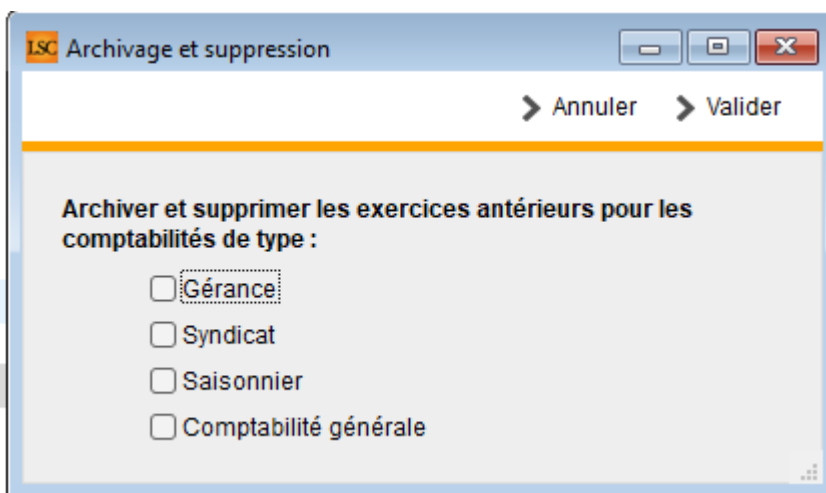 LSC Archivage et suppression
Annuler Valider
Archiver et supprimer les exercices antérieurs pour les
comptabilités de type :
Gérance
Syndicat
Saisonnier
Comptabilité générale